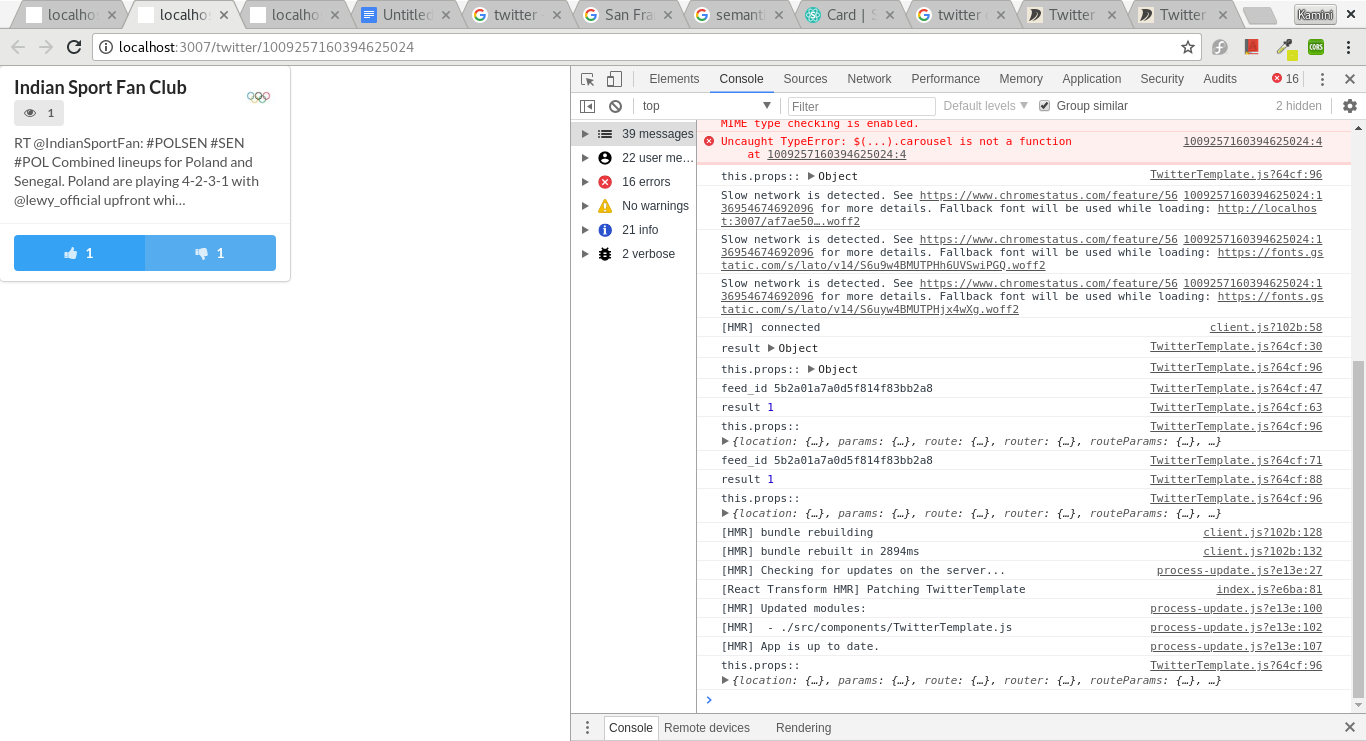 localhos
localhos
localho
Untitled
twitter -
San Fran
semanti
Card | S
twitter c
Twitter
Twitter
Kamini
localhost:3007/twitter/1009257160394625024
CORS
Indian Sport Fan Club
1
RT @IndianSportFan: #POLSEN #SEN
#POL Combined lineups for Poland and
Senegal. Poland are playing 4-2-3-1 with
@lewy_official upfront whi...
1 1
Elements Console Sources Network Performance Memory Application Security Audits 16
top Filter Default levels Group similar 2 hidden
39 messages
22 user me…
16 errors
No warnings
21 info
2 verbose
MIME type checking is enabled.
Uncaught TypeError: $(...).carousel is not a function 1009257160394625024:4
at 1009257160394625024:4
this.props:: Object TwitterTemplate.js?64cf:96
Slow network is detected. See https://www.chromestatus.com/feature/56 1009257160394625024:1
36954674692096 for more details. Fallback font will be used while loading: http://localhos
t:3007/af7ae50….woff2
Slow network is detected. See https://www.chromestatus.com/feature/56 1009257160394625024:1
36954674692096 for more details. Fallback font will be used while loading: https://fonts.gs
tatic.com/s/lato/v14/S6u9w4BMUTPHh6UVSwiPGQ.woff2
Slow network is detected. See https://www.chromestatus.com/feature/56 1009257160394625024:1
36954674692096 for more details. Fallback font will be used while loading: https://fonts.gs
tatic.com/s/lato/v14/S6uyw4BMUTPHjx4wXg.woff2
[HMR] connected client.js?102b:58
result Object TwitterTemplate.js?64cf:30
this.props:: Object TwitterTemplate.js?64cf:96
feed_id 5b2a01a7a0d5f814f83bb2a8 TwitterTemplate.js?64cf:47
result 1 TwitterTemplate.js?64cf:63
this.props:: TwitterTemplate.js?64cf:96
{location: {…}, params: {…}, route: {…}, router: {…}, routeParams: {…}, …}
feed_id 5b2a01a7a0d5f814f83bb2a8 TwitterTemplate.js?64cf:71
result 1 TwitterTemplate.js?64cf:88
this.props:: TwitterTemplate.js?64cf:96
{location: {…}, params: {…}, route: {…}, router: {…}, routeParams: {…}, …}
[HMR] bundle rebuilding client.js?102b:128
[HMR] bundle rebuilt in 2894ms client.js?102b:132
[HMR] Checking for updates on the server... process-update.js?e13e:27
[React Transform HMR] Patching TwitterTemplate index.js?e6ba:81
[HMR] Updated modules: process-update.js?e13e:100
[HMR]  - ./src/components/TwitterTemplate.js process-update.js?e13e:102
[HMR] App is up to date. process-update.js?e13e:107
this.props:: TwitterTemplate.js?64cf:96
{location: {…}, params: {…}, route: {…}, router: {…}, routeParams: {…}, …}
Console Remote devices Rendering